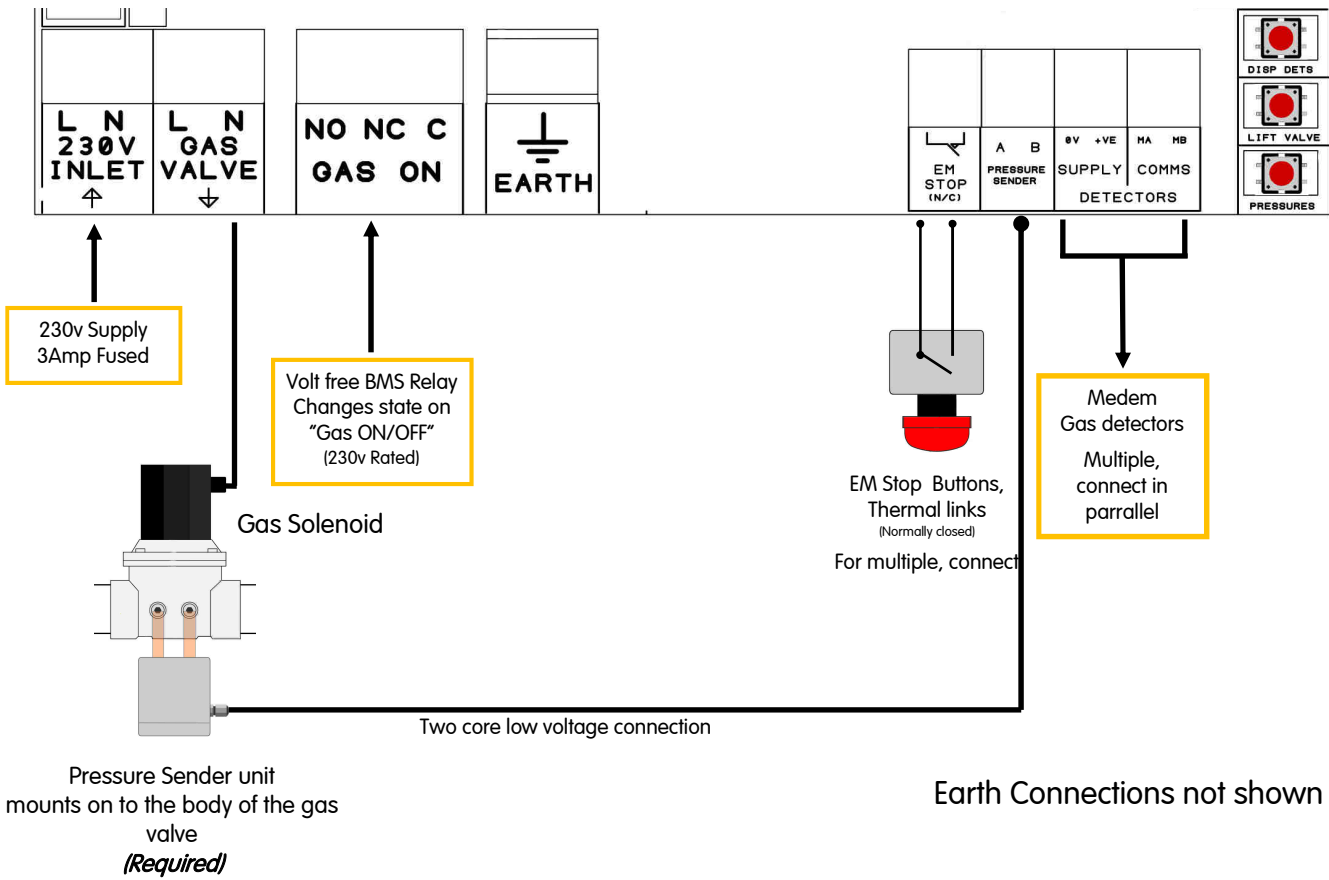 L N
230V
INLET
L N
GAS
VALVE
NO NC C
GAS ON
EARTH
EM
STOP
(N/C)
A B
PRESSURE
SENDER
0V +VE
SUPPLY
MA MB
COMMS
DETECTORS
DISP DETS
LIFT VALVE
PRESSURES
230v Supply
3Amp Fused
Volt free BMS Relay
Changes state on
“Gas ON/OFF”
(230v Rated)
Gas Solenoid
EM Stop Buttons,
Thermal links
(Normally closed)
For multiple, connect
Medem
Gas detectors
Multiple,
connect in
parrallel
Two core low voltage connection
Pressure Sender unit
mounts on to the body of the gas
valve
(Required)
Earth Connections not shown